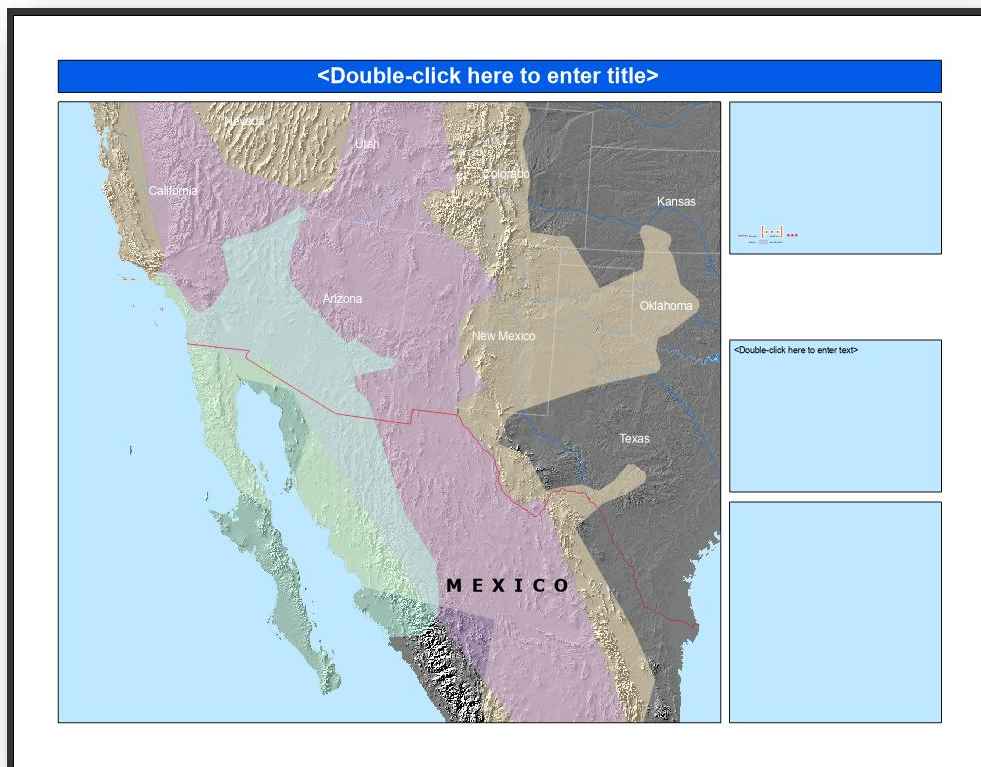 <Double-click here to enter title>
Nevada
Utah
Colorado
California
Kansas
Arizona
Oklahoma
New Mexico
<Double-click here to enter text>
Texas
MEXICO